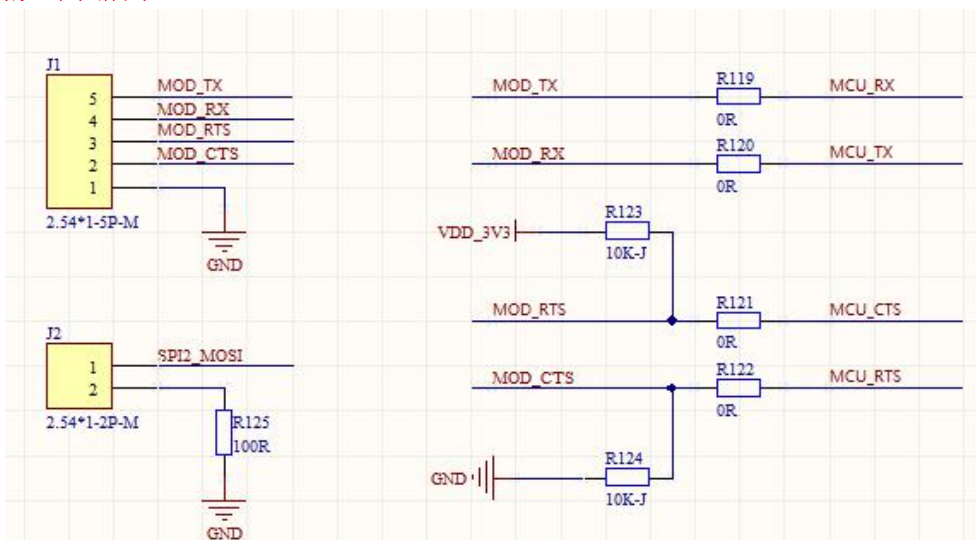 J1
5
4
3
2
1
MOD_TX
MOD_RX
MOD_RTS
MOD_CTS
2.54*1-5P-M
GND
J2
1
2
SPI2_MOSI
2.54*1-2P-M
R125
100R
GND
MOD_TX
R119
0R
MCU_RX
MOD_RX
R120
0R
MCU_TX
VDD_3V3
R123
10K-J
MOD_RTS
R121
0R
MCU_CTS
MOD_CTS
R122
0R
MCU_RTS
GND
R124
10K-J